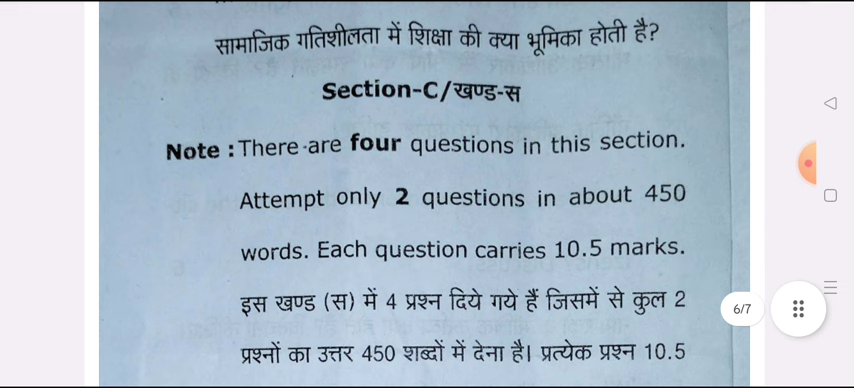 सामाजिक गतिशीलता में शिक्षा की क्या भूमिका होती है?
Section-C/खण्ड-स
Note : There are four questions in this section.
Attempt only 2 questions in about 450
words. Each question carries 10.5 marks.
इस खण्ड (स) में 4 प्रश्न दिये गये हैं जिसमें से कुल 2
6/7
प्रश्नों का उत्तर 450 शब्दों में देना है। प्रत्येक प्रश्न 10.5